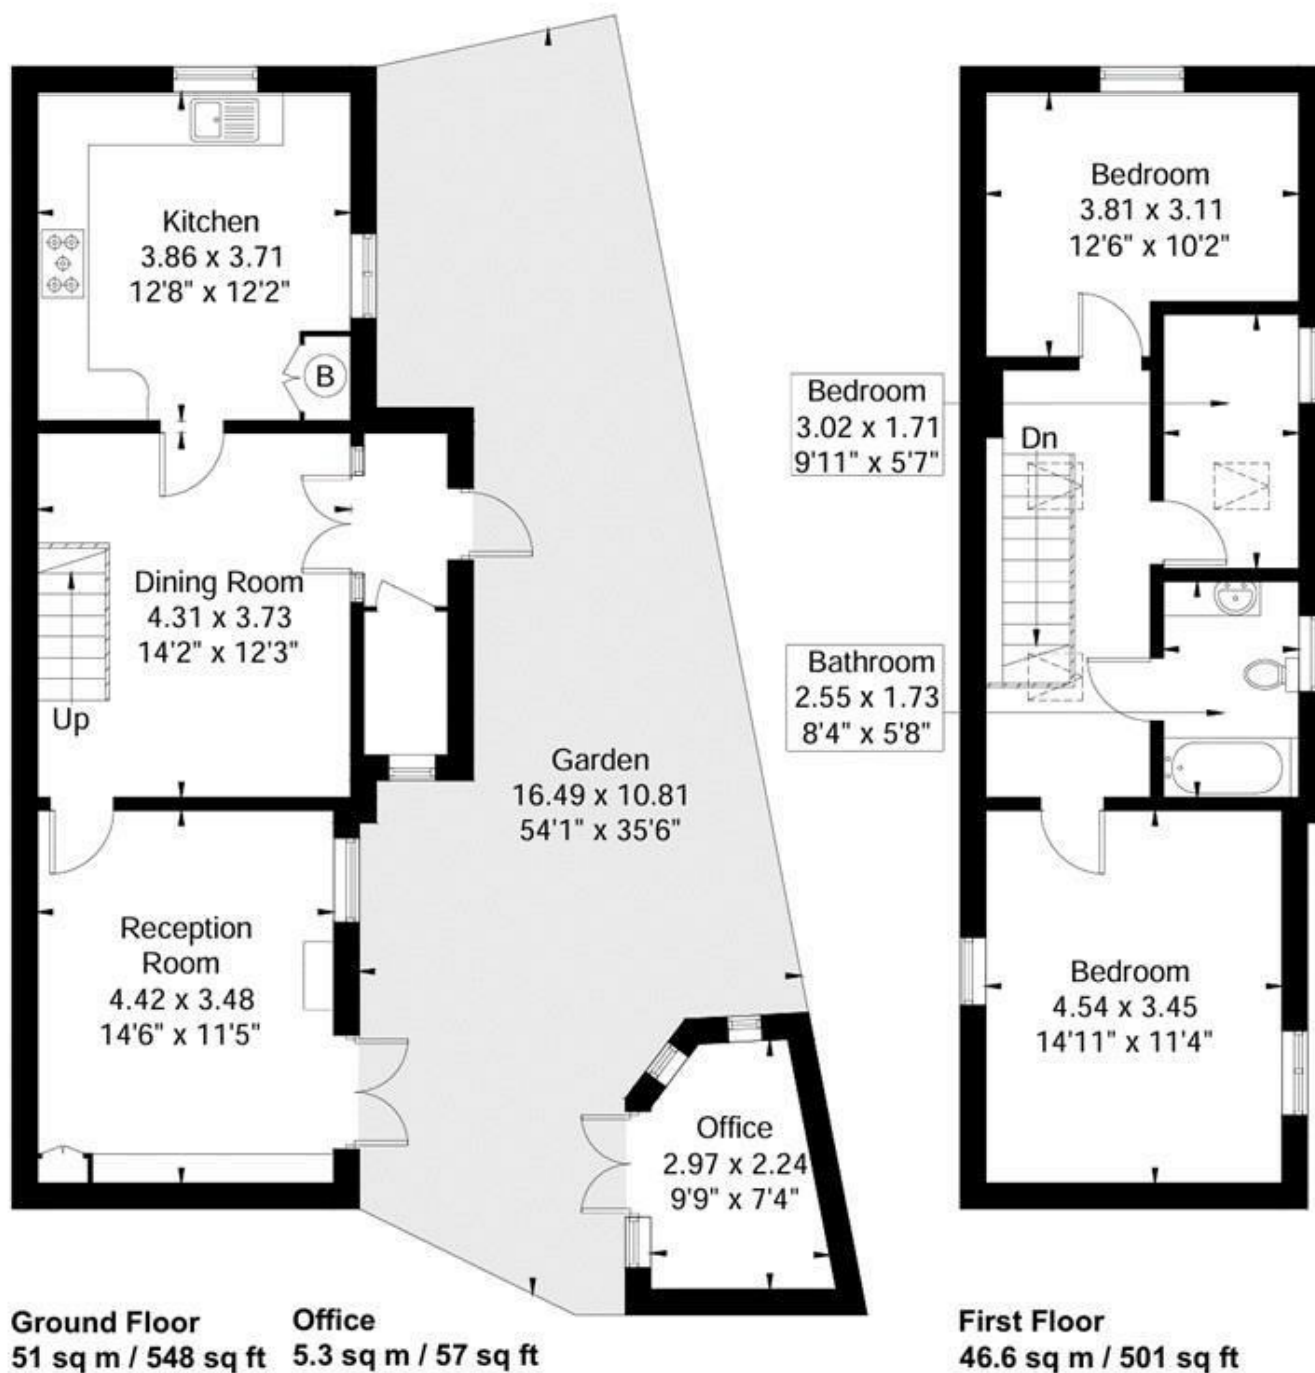 Kitchen
3.86 x 3.71
12'8" x 12'2"
B
Dining Room
4.31 x 3.73
14'2" x 12'3"
Up
Reception
Room
4.42 x 3.48
14'6" x 11'5"
Garden
16.49 x 10.81
54'1" x 35'6"
Office
2.97 x 2.24
9'9" x 7'4"
Bedroom
3.81 x 3.11
12'6" x 10'2"
Bedroom
3.02 x 1.71
9'11" x 5'7"
Dn
Bathroom
2.55 x 1.73
8'4" x 5'8"
Bedroom
4.54 x 3.45
14'11" x 11'4"
Ground Floor
51 sq m / 548 sq ft
Office
5.3 sq m / 57 sq ft
First Floor
46.6 sq m / 501 sq ft